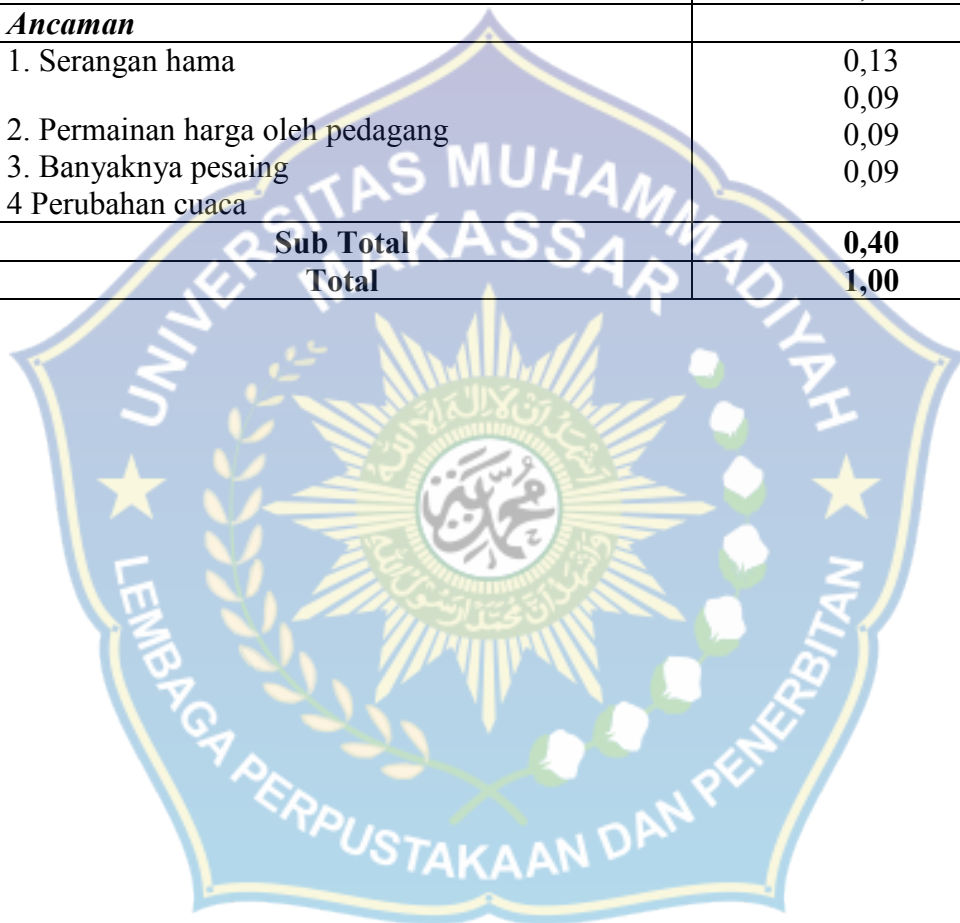 Ancaman
1. Serangan hama 0,13
0,09
2. Permainan harga oleh pedagang 0,09
3. Banyaknya pesaing 0,09
4 Perubahan cuaca
Sub Total 0,40
Total 1,00
UNIVERSITAS MUHAMMADIYAH
MAKASSAR
LEMBAGA PERPUSTAKAAN DAN PENERBITAN